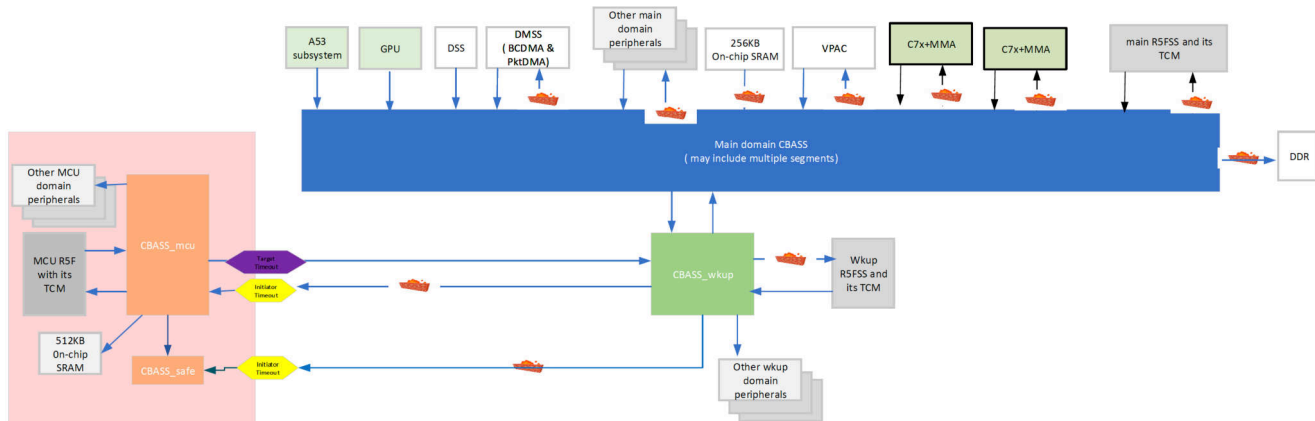 A53
subsystem
GPU
DSS
DMSS
( BCDMA &
PktDMA)
Other main
domain
peripherals
256KB
On-chip SRAM
VPAC
C7x+MMA
C7x+MMA
main R5FSS and its
TCM
Main domain CBASS
( may include multiple segments)
DDR
Other MCU
domain
peripherals
CBASS_mcu
MCU R5F
with its
TCM
512KB
0n-chip
SRAM
CBASS_safe
Target
Timeout
Initiator
Timeout
Initiator
Timeout
CBASS_wkup
Wkup
R5FSS and
its TCM
Other wkup
domain
peripherals